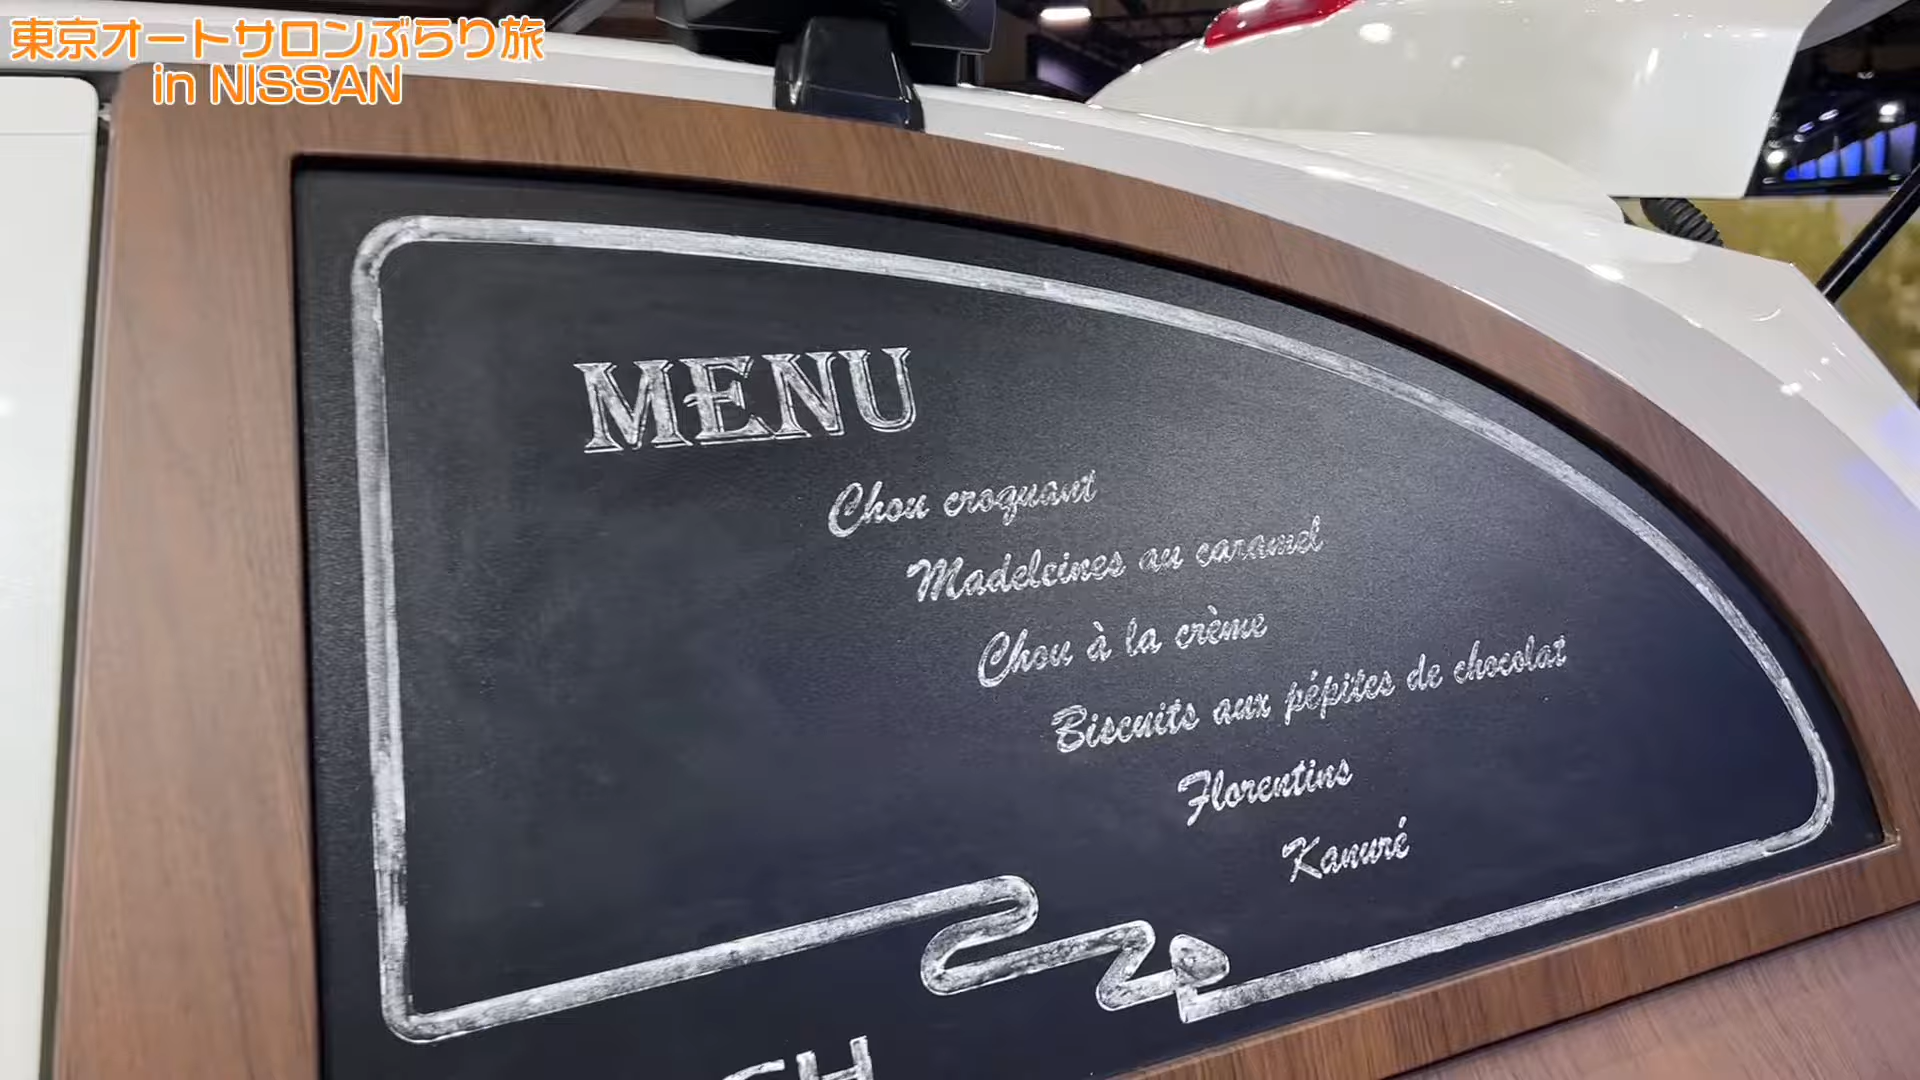 東京オートサロンぶらり旅
in NISSAN
MENU
Chou croquant
Madeleines au caramel
Chou à la crème
Biscuits aux pépites de chocolat
Florentins
Kanuré